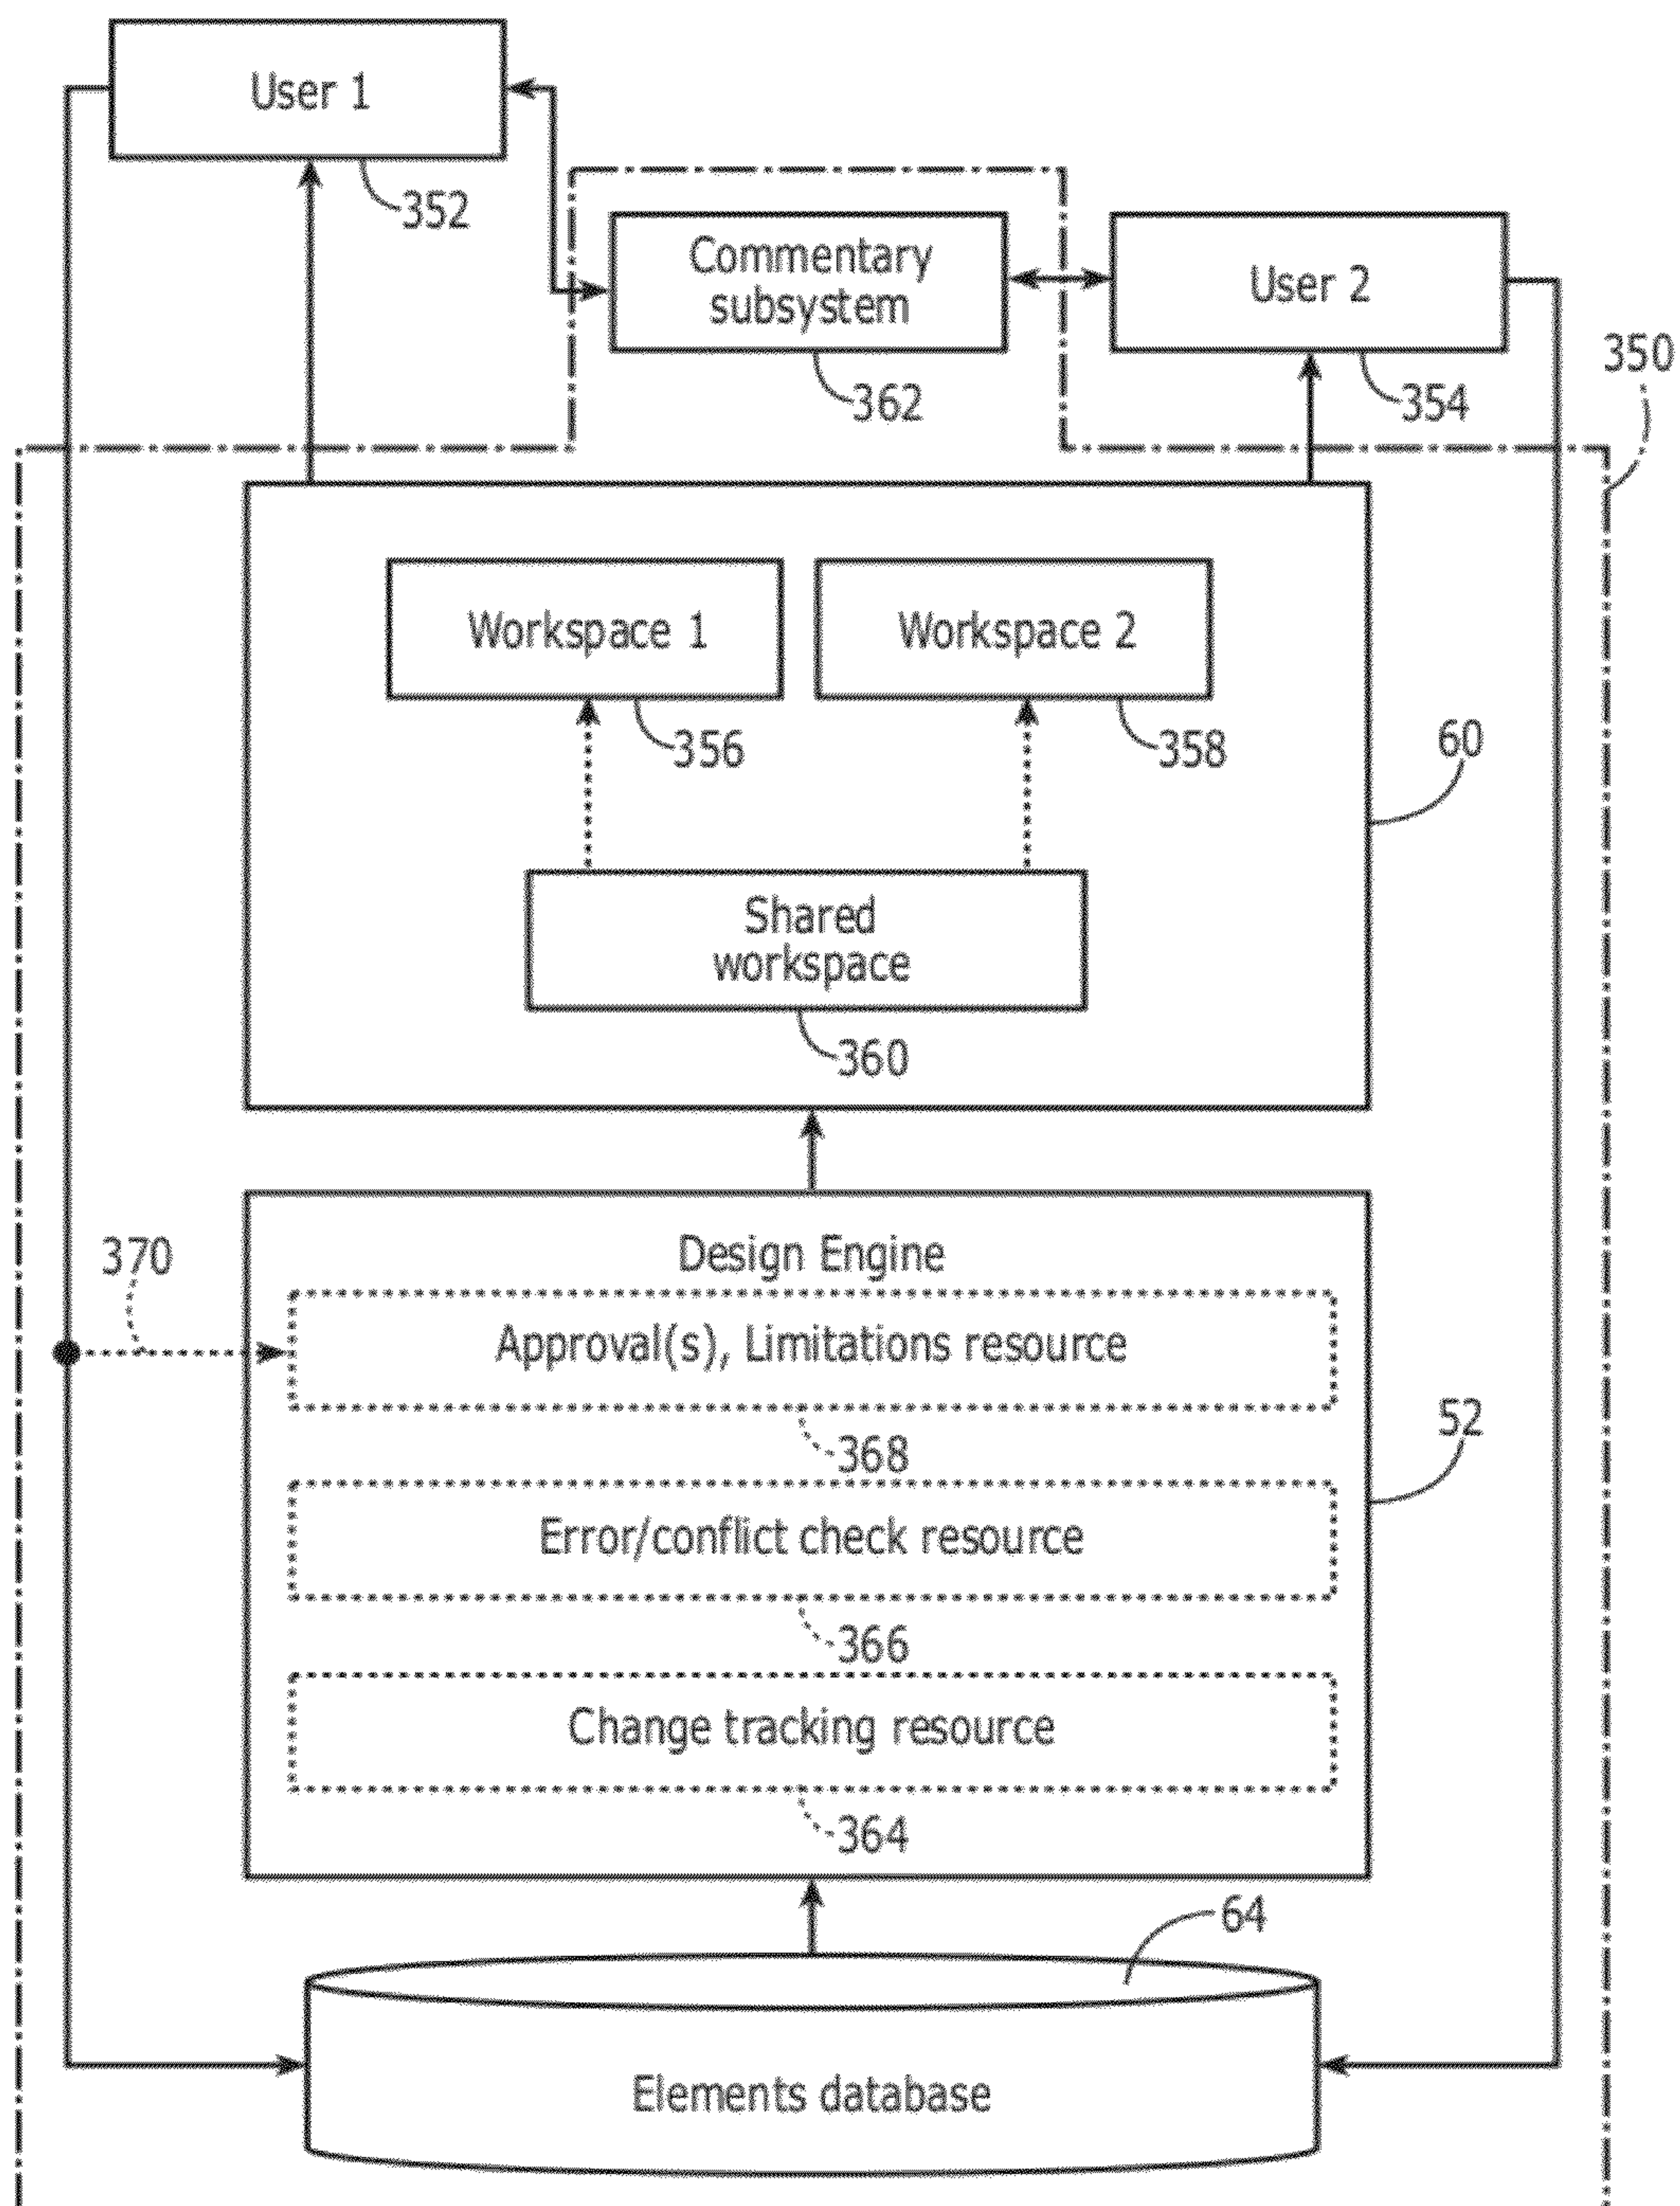 User 1
352
Commentary
subsystem
362
User 2
354
350
Workspace 1
356
Workspace 2
358
60
Shared
workspace
360
Design Engine
370
Approval(s), Limitations resource
368
52
Error/conflict check resource
366
Change tracking resource
364
64
Elements database